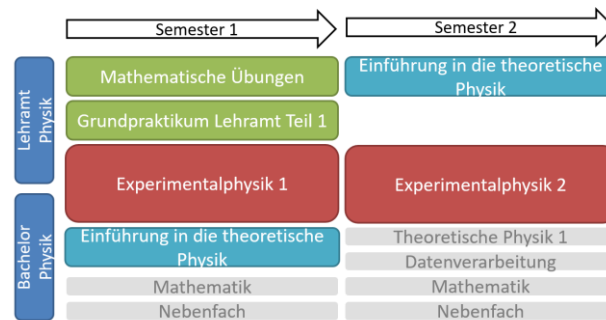 Semester 1
Semester 2
Lehramt
Physik
Mathematische Übungen
Einführung in die theoretische
Physik
Grundpraktikum Lehramt Teil 1
Experimentalphysik 1
Experimentalphysik 2
Bachelor
Physik
Einführung in die theoretische
Physik
Theoretische Physik 1
Datenverarbeitung
Mathematik
Mathematik
Nebenfach
Nebenfach